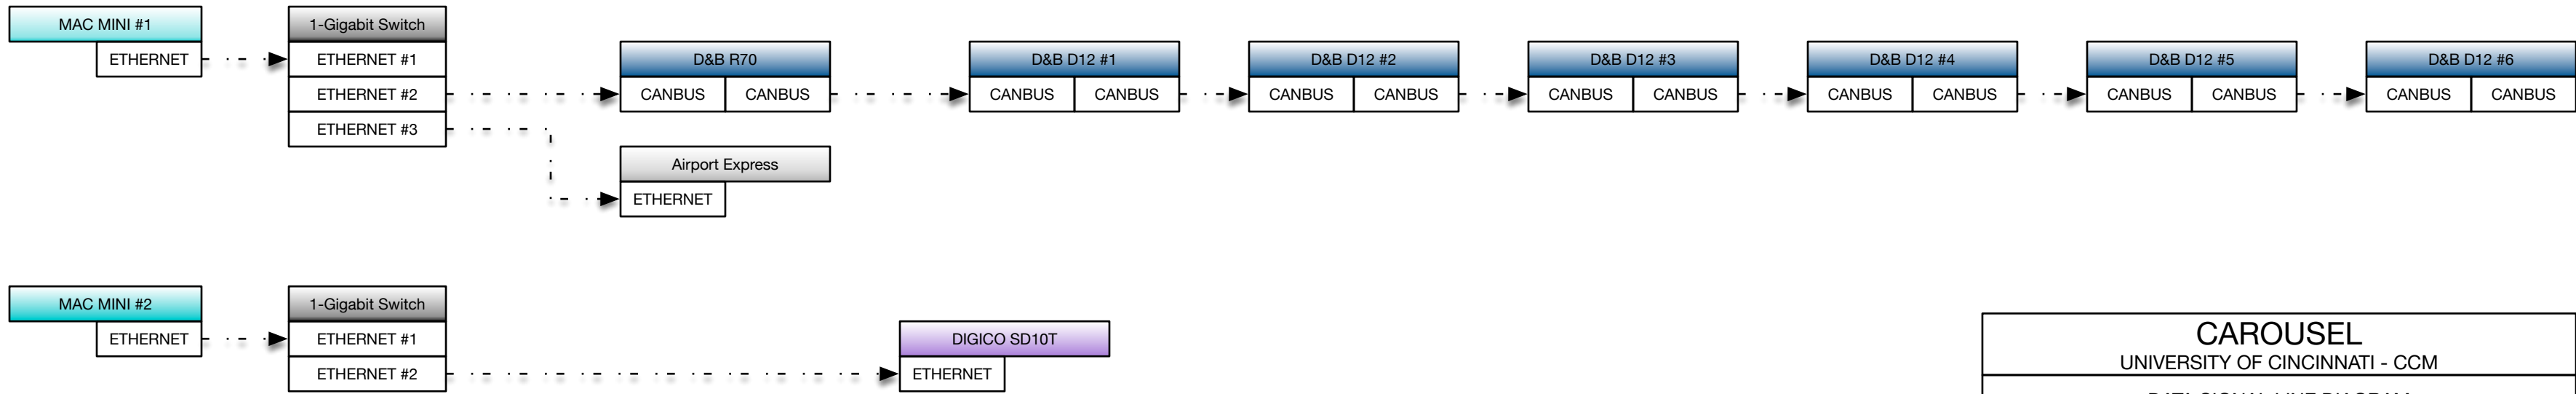 MAC MINI #1
ETHERNET
1-Gigabit Switch
ETHERNET #1
ETHERNET #2
ETHERNET #3
D&B R70
CANBUS CANBUS
Airport Express
ETHERNET
D&B D12 #1
CANBUS CANBUS
D&B D12 #2
CANBUS CANBUS
D&B D12 #3
CANBUS CANBUS
D&B D12 #4
CANBUS CANBUS
D&B D12 #5
CANBUS CANBUS
D&B D12 #6
CANBUS CANBUS
MAC MINI #2
ETHERNET
1-Gigabit Switch
ETHERNET #1
ETHERNET #2
DIGICO SD10T
ETHERNET
CAROUSEL
UNIVERSITY OF CINCINNATI - CCM